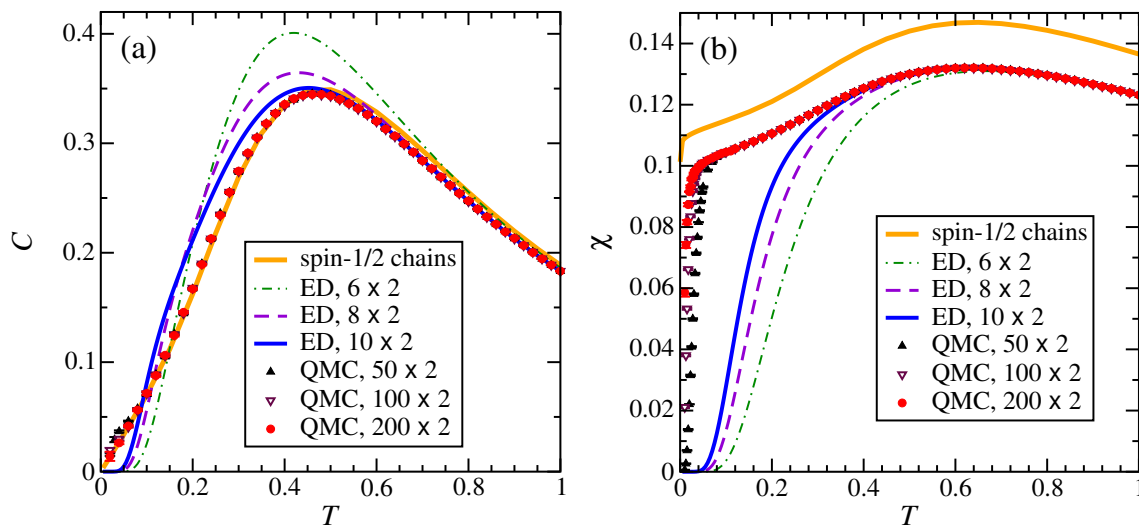 (a)
C
0.4
0.3
0.2
0.1
0
0
0.2
0.4
0.6
0.8
1
T
spin-1/2 chains
ED, 6 x 2
ED, 8 x 2
ED, 10 x 2
QMC, 50 x 2
QMC, 100 x 2
QMC, 200 x 2
(b)
χ
0.14
0.12
0.1
0.08
0.06
0.04
0.02
0
0
0.2
0.4
0.6
0.8
1
T
spin-1/2 chains
ED, 6 x 2
ED, 8 x 2
ED, 10 x 2
QMC, 50 x 2
QMC, 100 x 2
QMC, 200 x 2